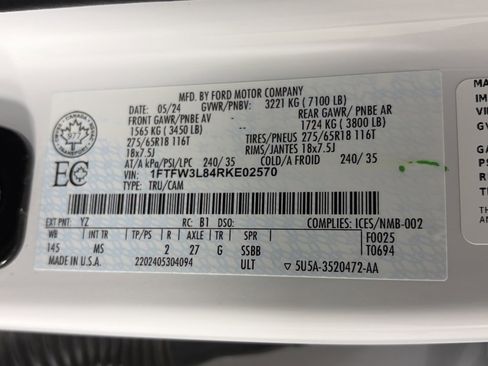 MFD. BY FORD MOTOR COMPANY
05/24 GVWR/PNBV: 3221 KG ( 7100 LB)
FRONT GAWR/PNBE AV REAR GAWR/PNBE AR
1565 KG ( 3450 LB) 1724 KG ( 3800 LB)
275/65R18 116T TIRES/PNEUS 275/65R18 116T
18x7.5J RIMS/JANTES 18x7.5J
AT/A kPa/PSI/LPC 240/ 35 COLD/A FROID 240/ 35
VIN: 1FTFW3L84RKE02570
TYPE: TRU/CAM
CANADA
EC
EXT PNT: YZ RC: B1 DSO: COMPLIES: ICES/NMB-002
WB INT TR TP/PS R AXLE TR SPR F0025
145 MS 2 27 G SSBB T0694
MADE IN U.S.A. 2202405304094 ULT ▽ 5U5A-3520472-AA